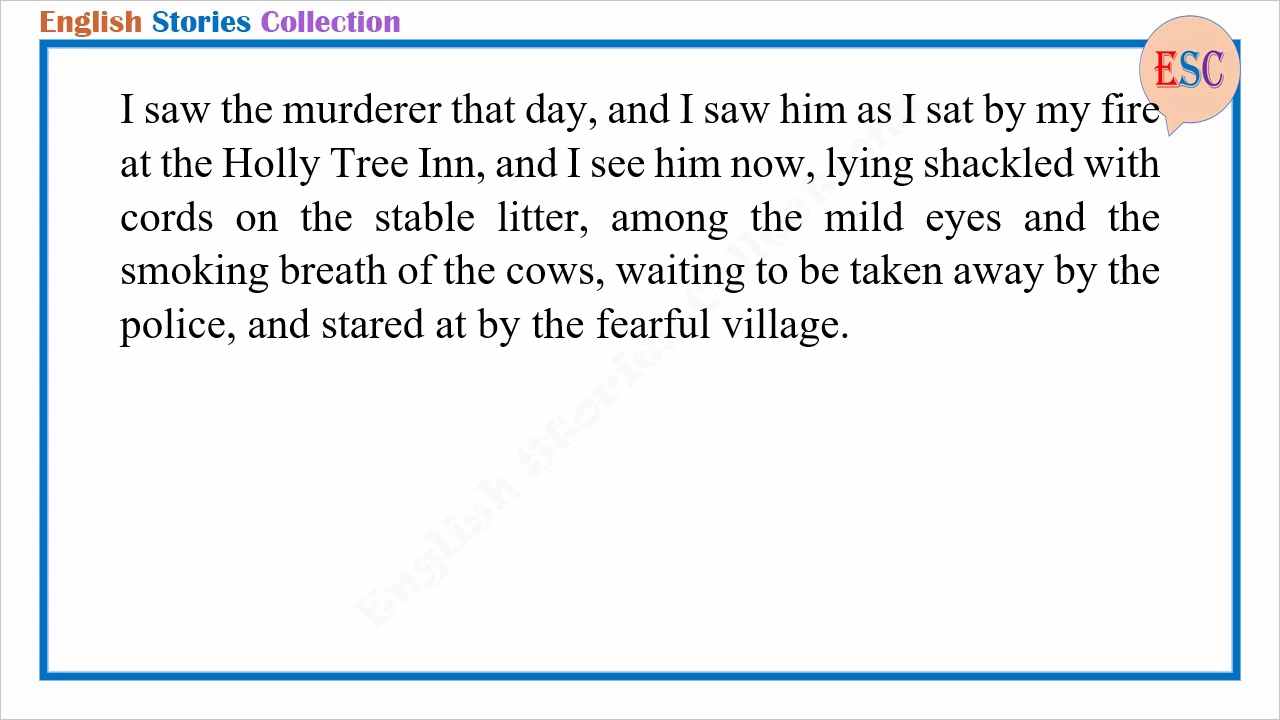 English Stories Collection
ESC
I saw the murderer that day, and I saw him as I sat by my fire
at the Holly Tree Inn, and I see him now, lying shackled with
cords on the stable litter, among the mild eyes and the
smoking breath of the cows, waiting to be taken away by the
police, and stared at by the fearful village.
English Stories Collection